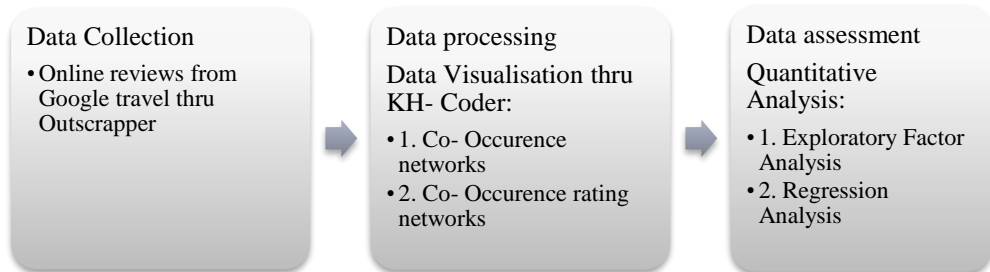 Data Collection
• Online reviews from
Google travel thru
Outscrapper
Data processing
Data Visualisation thru
KH- Coder:
• 1. Co- Occurence
networks
• 2. Co- Occurence rating
networks
Data assessment
Quantitative
Analysis:
• 1. Exploratory Factor
Analysis
• 2. Regression
Analysis